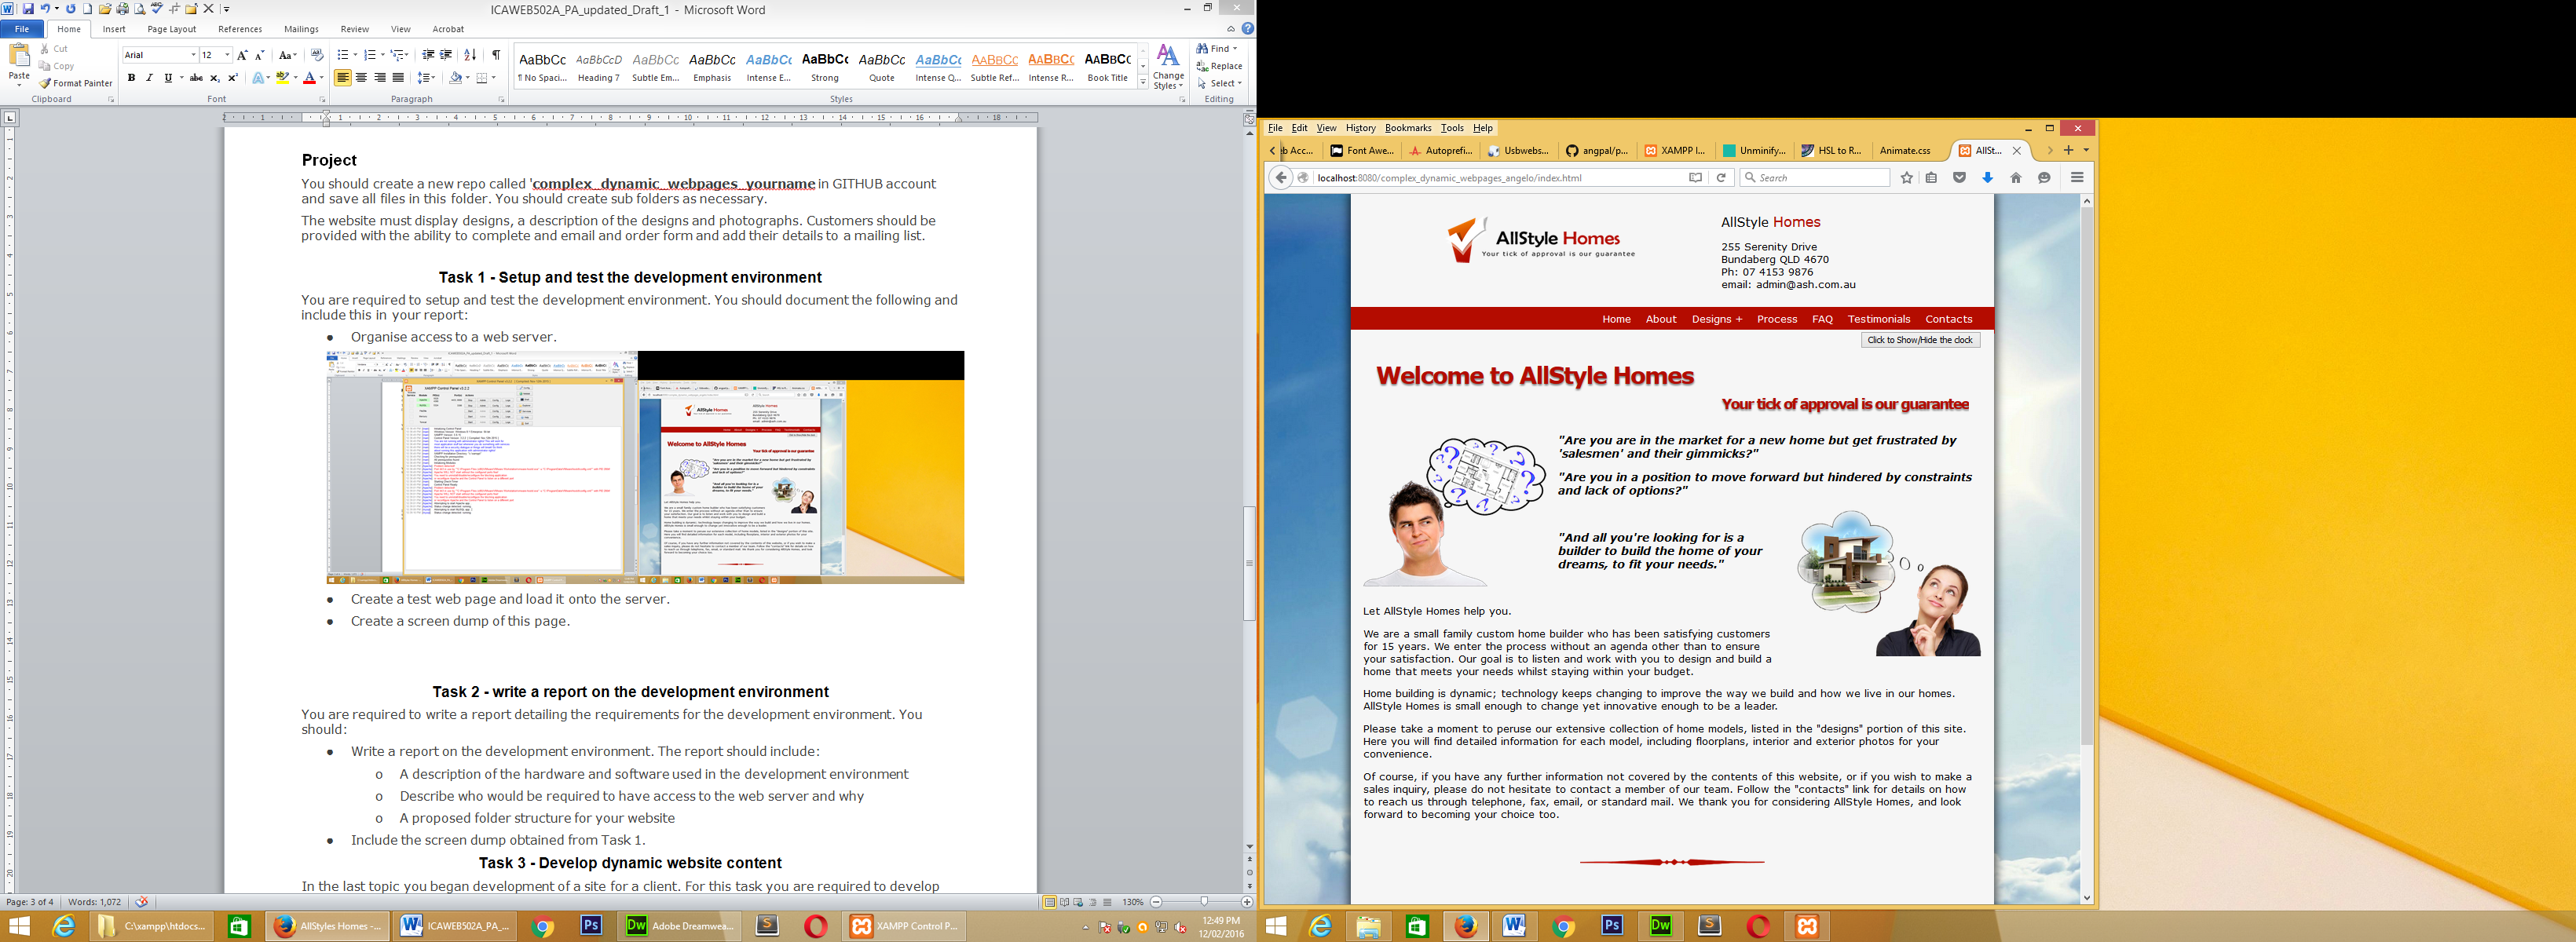 ICAWEB502A_PA_updated_Draft_1 - Microsoft Word
File Home Insert Page Layout References Mailings Review View Acrobat
Paste
Cut
Copy
Format Painter
Clipboard
Arial 12
Font
Paragraph
AaBbCc AaBbCcD AaBbCc AaBbCc AaBbCc AaBbCc AaBbCc AaBbCc AABBCC AABBCC AABBCC
¶ No Spaci... Heading 7 Subtle Em... Emphasis Intense E... Strong Quote Intense Q... Subtle Ref... Intense R... Book Title
Change Styles
Styles
Find
Replace
Select
Editing
Project
You should create a new repo called 'complex_dynamic_webpages_yourname in GITHUB account
and save all files in this folder. You should create sub folders as necessary.
The website must display designs, a description of the designs and photographs. Customers should be
provided with the ability to complete and email and order form and add their details to a mailing list.
Task 1 - Setup and test the development environment
You are required to setup and test the development environment. You should document the following and
include this in your report:
● Organise access to a web server.
● Create a test web page and load it onto the server.
● Create a screen dump of this page.
Task 2 - write a report on the development environment
You are required to write a report detailing the requirements for the development environment. You
should:
● Write a report on the development environment. The report should include:
o A description of the hardware and software used in the development environment
o Describe who would be required to have access to the web server and why
o A proposed folder structure for your website
● Include the screen dump obtained from Task 1.
Task 3 - Develop dynamic website content
In the last topic you began development of a site for a client. For this task you are required to develop
Page: 3 of 4 Words: 1,072 130%
C:\xampp\htdocs... AllStyles Homes -... ICAWEB502A_PA_... Adobe Dreamwea... XAMPP Control P...
12:49 PM
12/02/2016
File Edit View History Bookmarks Tools Help
b Acc... Font Awe... Autoprefi... Usbwebs... angpal/p... XAMPP I... Unminify... HSL to R... Animate.css AllSt...
localhost:8080/complex_dynamic_webpages_angelo/index.html
Search
AllStyle Homes
Your tick of approval is our guarantee
AllStyle Homes
255 Serenity Drive
Bundaberg QLD 4670
Ph: 07 4153 9876
email: admin@ash.com.au
Home About Designs + Process FAQ Testimonials Contacts
Click to Show/Hide the clock
Welcome to AllStyle Homes
Your tick of approval is our guarantee
"Are you are in the market for a new home but get frustrated by
'salesmen' and their gimmicks?"
"Are you in a position to move forward but hindered by constraints
and lack of options?"
"And all you're looking for is a
builder to build the home of your
dreams, to fit your needs."
Let AllStyle Homes help you.
We are a small family custom home builder who has been satisfying customers
for 15 years. We enter the process without an agenda other than to ensure
your satisfaction. Our goal is to listen and work with you to design and build a
home that meets your needs whilst staying within your budget.
Home building is dynamic; technology keeps changing to improve the way we build and how we live in our homes.
AllStyle Homes is small enough to change yet innovative enough to be a leader.
Please take a moment to peruse our extensive collection of home models, listed in the "designs" portion of this site.
Here you will find detailed information for each model, including floorplans, interior and exterior photos for your
convenience.
Of course, if you have any further information not covered by the contents of this website, or if you wish to make a
sales inquiry, please do not hesitate to contact a member of our team. Follow the "contacts" link for details on how
to reach us through telephone, fax, email, or standard mail. We thank you for considering AllStyle Homes, and look
forward to becoming your choice too.